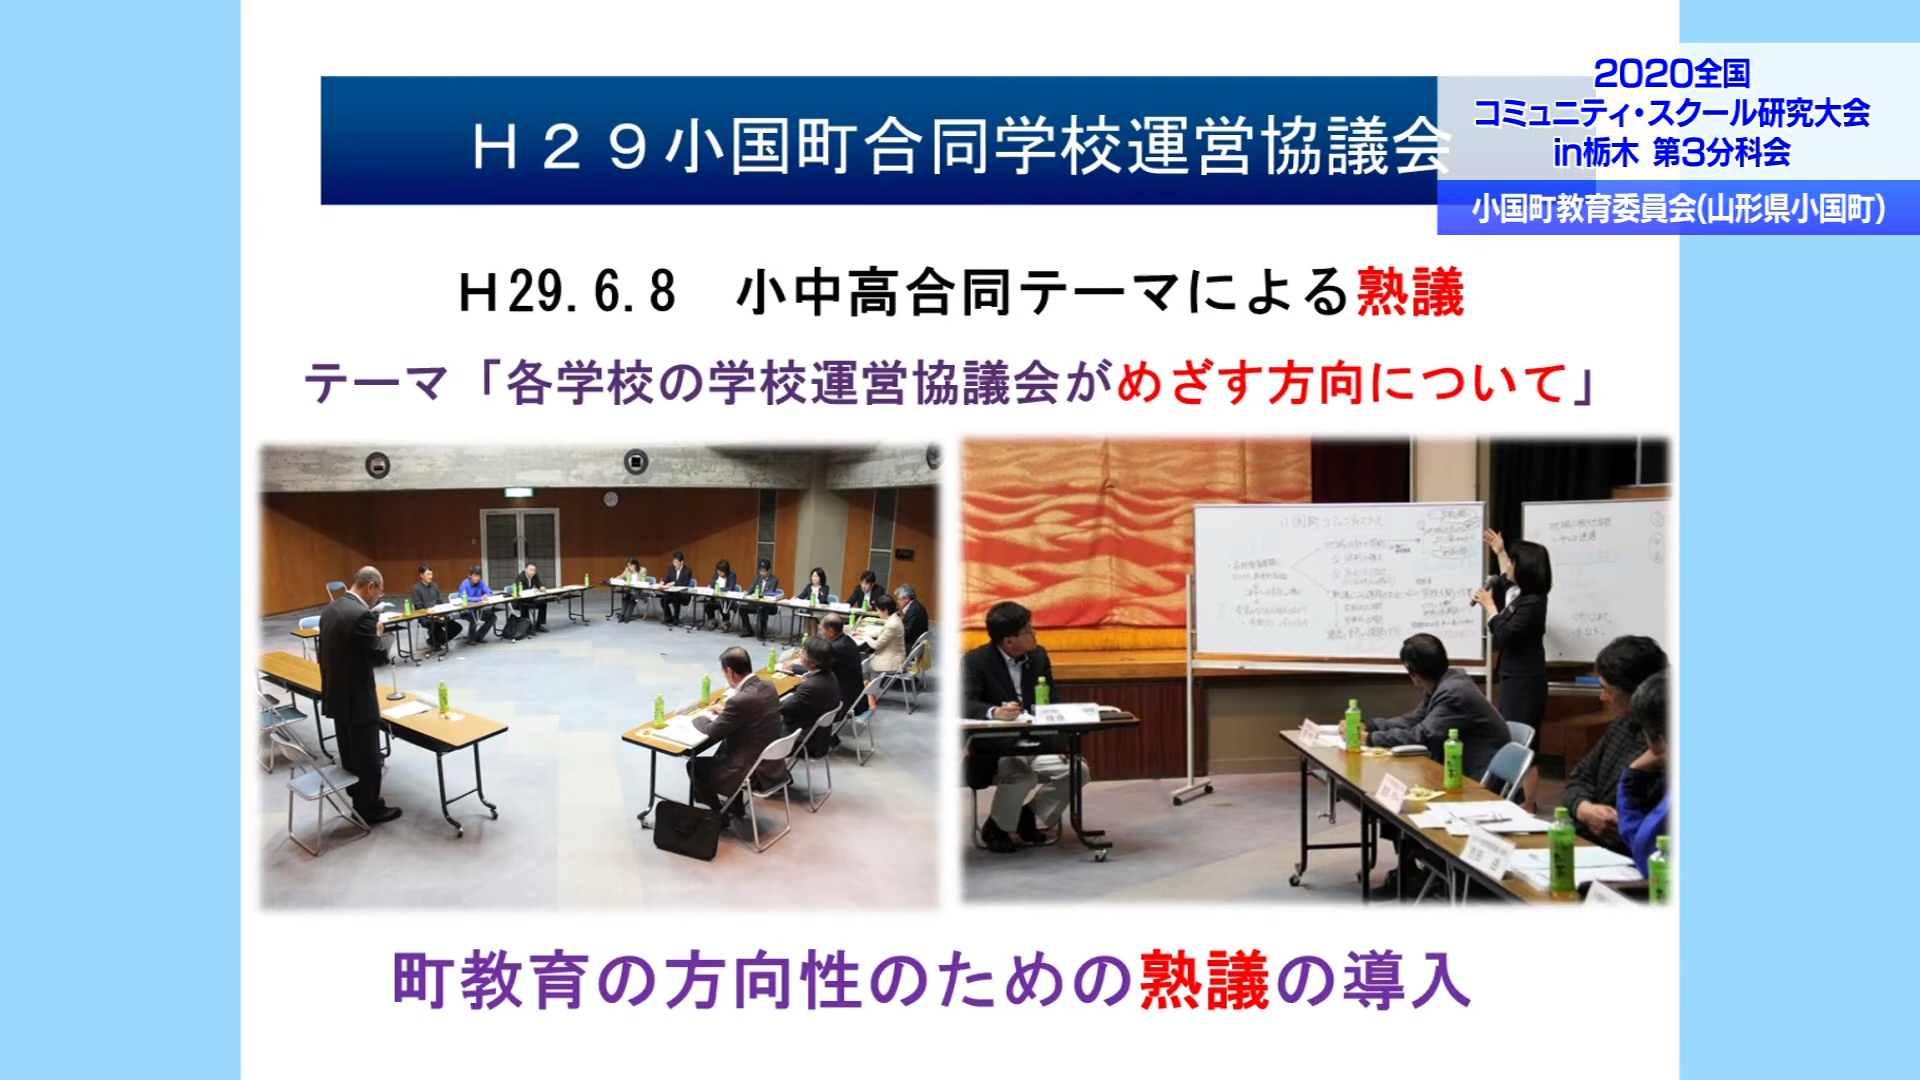 H29小国町合同学校運営協議会
2020全国
コミュニティ・スクール研究大会
in栃木 第3分科会
小国町教育委員会(山形県小国町)
H29.6.8　小中高合同テーマによる熟議
テーマ「各学校の学校運営協議会がめざす方向について」
町教育の方向性のための熟議の導入